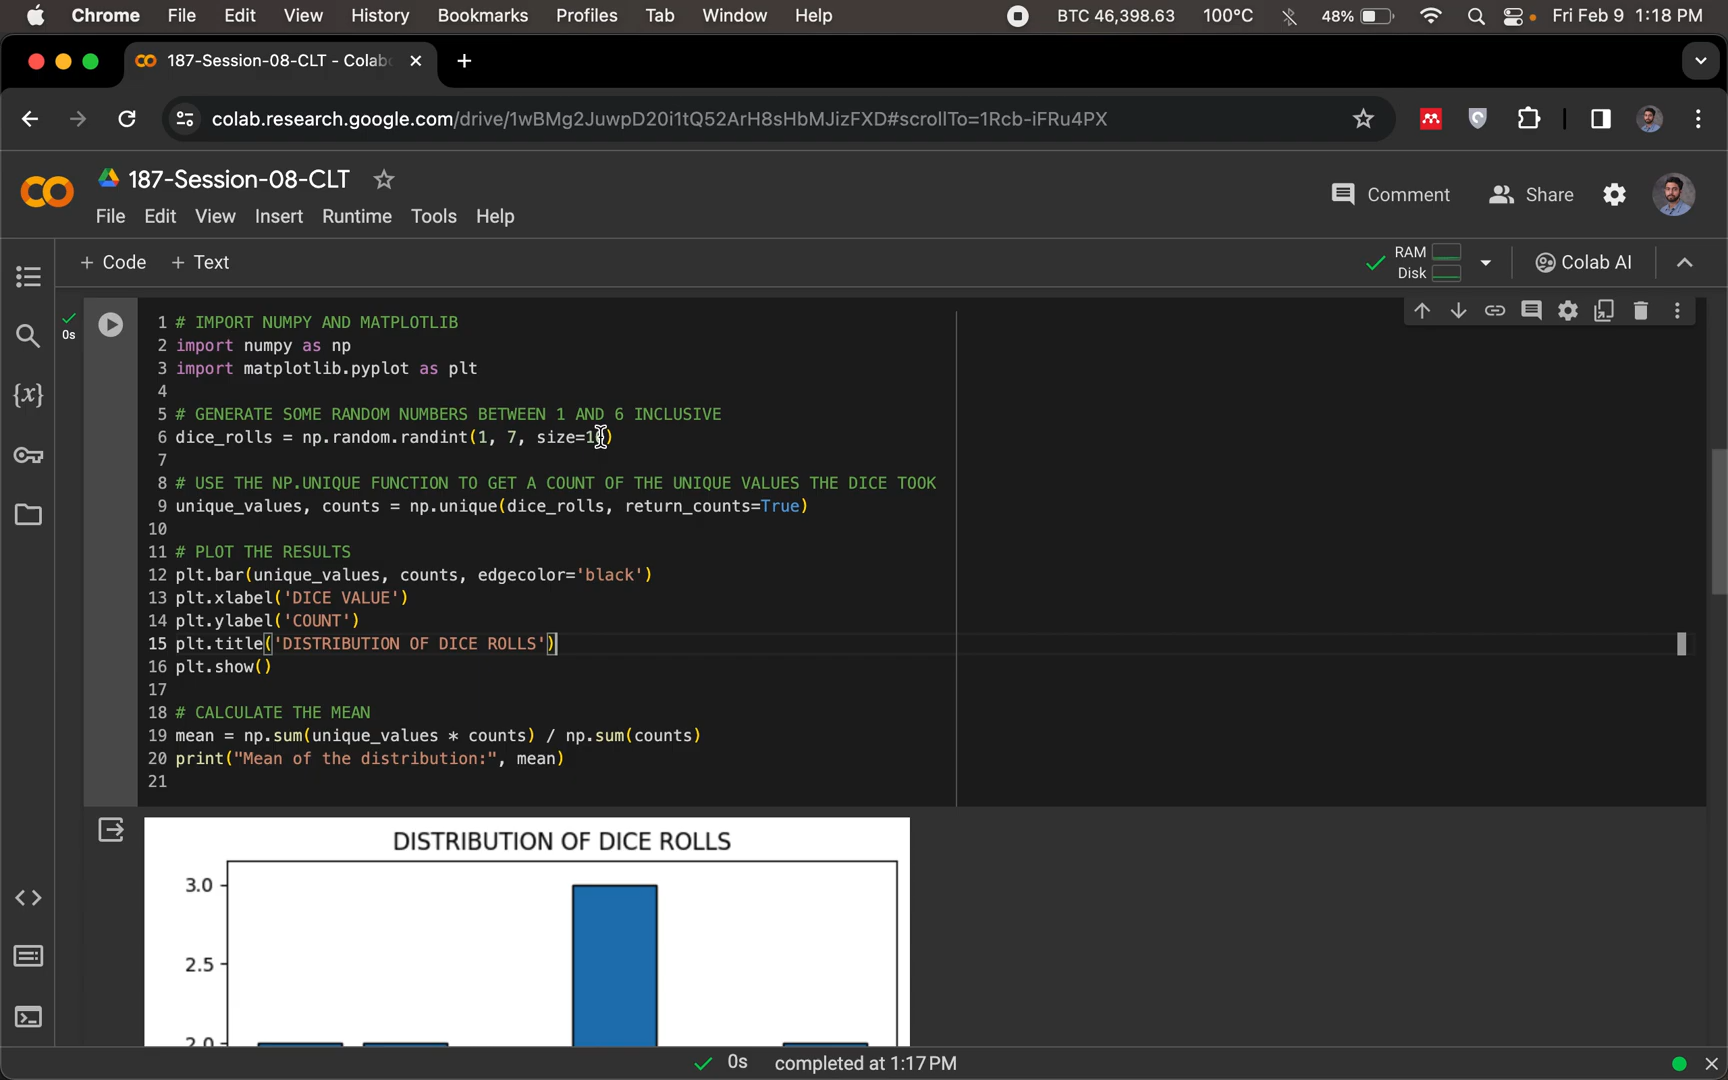 Chrome File Edit View History Bookmarks Profiles Tab Window Help BTC 46,398.63 100°C 48% Fri Feb 9 1:18 PM
187-Session-08-CLT - Colab
colab.research.google.com/drive/1wBMg2JuwpD20i1tQ52ArH8sHbMJizFXD#scrollTo=1Rcb-iFRu4PX
187-Session-08-CLT
Comment Share
File Edit View Insert Runtime Tools Help
+ Code + Text
RAM
Disk
Colab AI
0s
1 # IMPORT NUMPY AND MATPLOTLIB
2 import numpy as np
3 import matplotlib.pyplot as plt
4
5 # GENERATE SOME RANDOM NUMBERS BETWEEN 1 AND 6 INCLUSIVE
6 dice_rolls = np.random.randint(1, 7, size=10)
7
8 # USE THE NP.UNIQUE FUNCTION TO GET A COUNT OF THE UNIQUE VALUES THE DICE TOOK
9 unique_values, counts = np.unique(dice_rolls, return_counts=True)
10
11 # PLOT THE RESULTS
12 plt.bar(unique_values, counts, edgecolor='black')
13 plt.xlabel('DICE VALUE')
14 plt.ylabel('COUNT')
15 plt.title('DISTRIBUTION OF DICE ROLLS')
16 plt.show()
17
18 # CALCULATE THE MEAN
19 mean = np.sum(unique_values * counts) / np.sum(counts)
20 print("Mean of the distribution:", mean)
21
DISTRIBUTION OF DICE ROLLS
3.0
2.5
2.0
0s completed at 1:17 PM